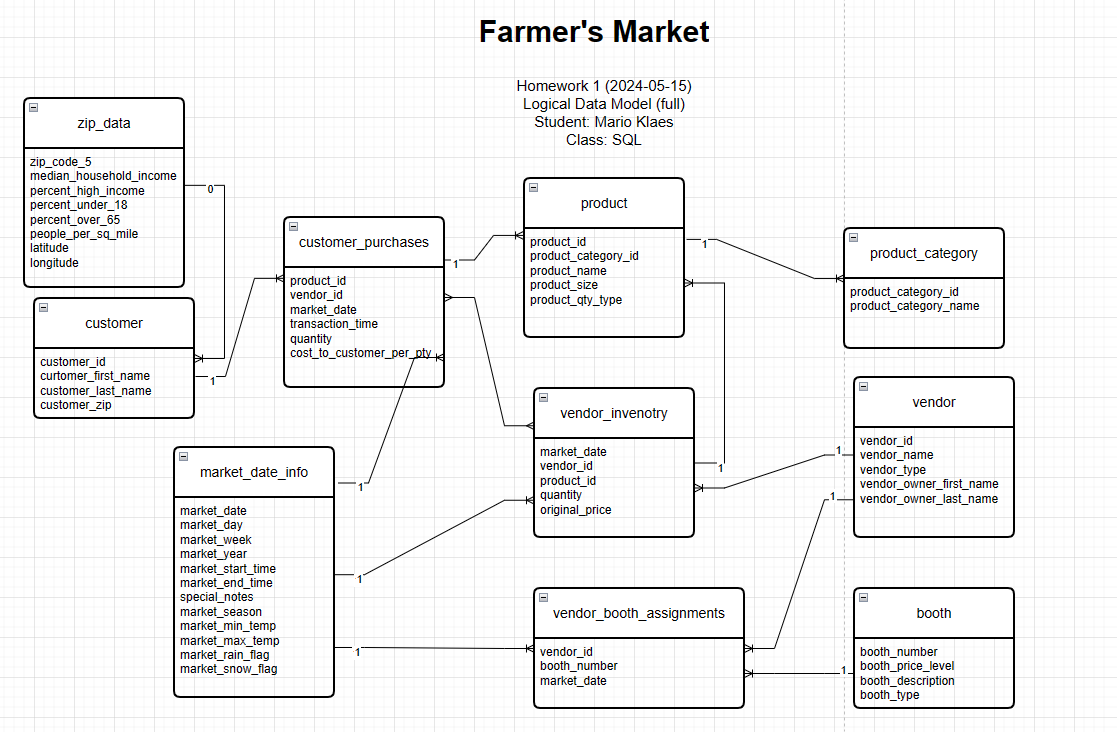 Farmer's Market
Homework 1 (2024-05-15)
Logical Data Model (full)
Student: Mario Klaes
Class: SQL
zip_data
zip_code_5
median_household_income
percent_high_income
percent_under_18
percent_over_65
people_per_sq_mile
latitude
longitude
0
customer
customer_id
curtomer_first_name
customer_last_name
customer_zip
1
customer_purchases
product_id
vendor_id
market_date
transaction_time
quantity
cost_to_customer_per_qty
1
product
product_id
product_category_id
product_name
product_size
product_qty_type
1
product_category
product_category_id
product_category_name
vendor_invenotry
market_date
vendor_id
product_id
quantity
original_price
1
vendor
vendor_id
vendor_name
vendor_type
vendor_owner_first_name
vendor_owner_last_name
1
1
market_date_info
market_date
market_day
market_week
market_year
market_start_time
market_end_time
special_notes
market_season
market_min_temp
market_max_temp
market_rain_flag
market_snow_flag
1
1
1
vendor_booth_assignments
vendor_id
booth_number
market_date
booth
booth_number
booth_price_level
booth_description
booth_type
1